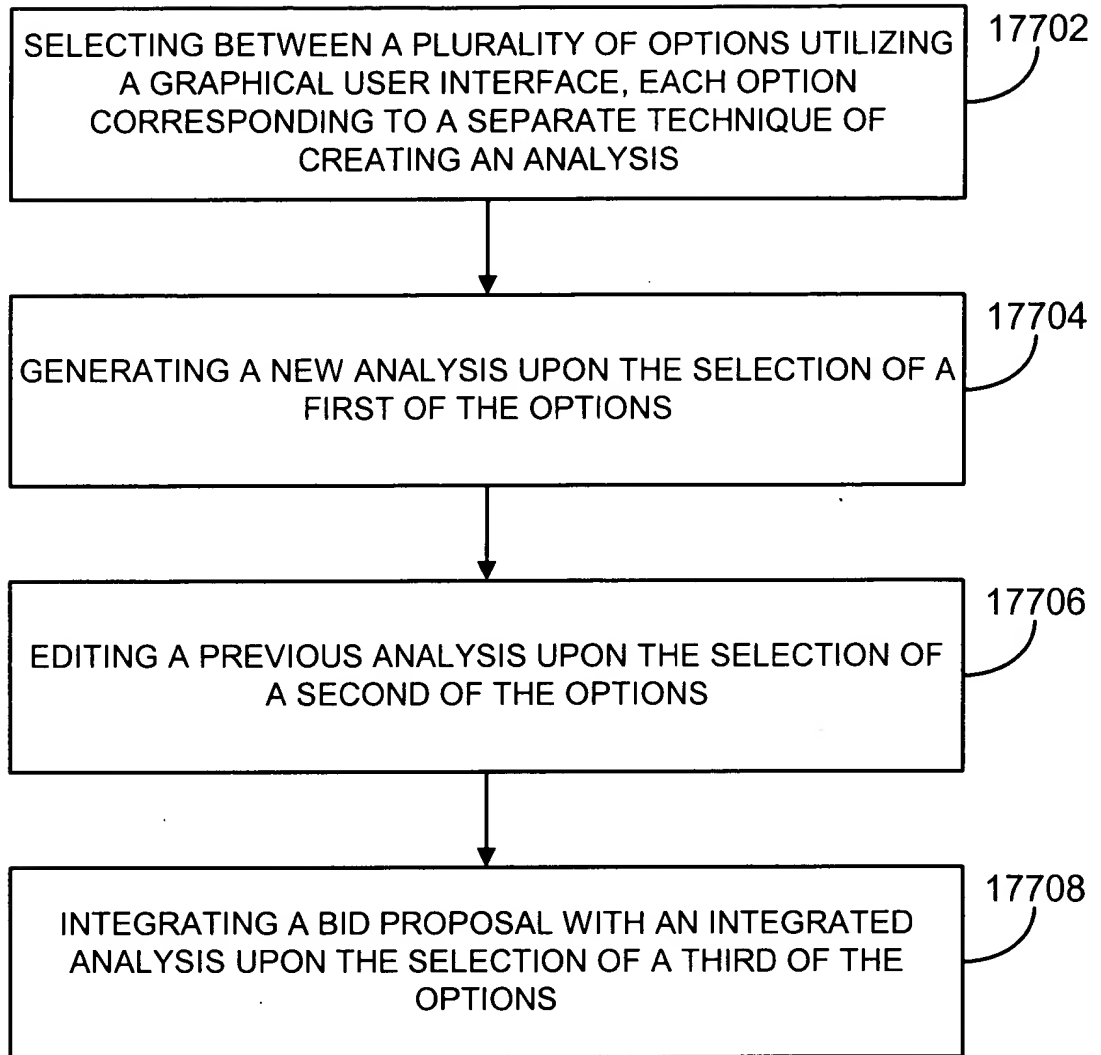 SELECTING BETWEEN A PLURALITY OF OPTIONS UTILIZING
A GRAPHICAL USER INTERFACE, EACH OPTION
CORRESPONDING TO A SEPARATE TECHNIQUE OF
CREATING AN ANALYSIS
17702
GENERATING A NEW ANALYSIS UPON THE SELECTION OF A
FIRST OF THE OPTIONS
17704
EDITING A PREVIOUS ANALYSIS UPON THE SELECTION OF
A SECOND OF THE OPTIONS
17706
INTEGRATING A BID PROPOSAL WITH AN INTEGRATED
ANALYSIS UPON THE SELECTION OF A THIRD OF THE
OPTIONS
17708